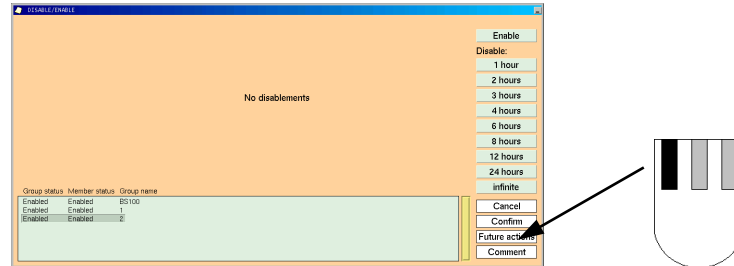 DISABLE/ENABLE
Enable
Disable:
1 hour
2 hours
3 hours
4 hours
6 hours
8 hours
12 hours
24 hours
infinite
No disablements
Group status Member status Group name
Enabled Enabled BS100
Enabled Enabled 1
Enabled Enabled 2
Cancel
Confirm
Future actions
Comment